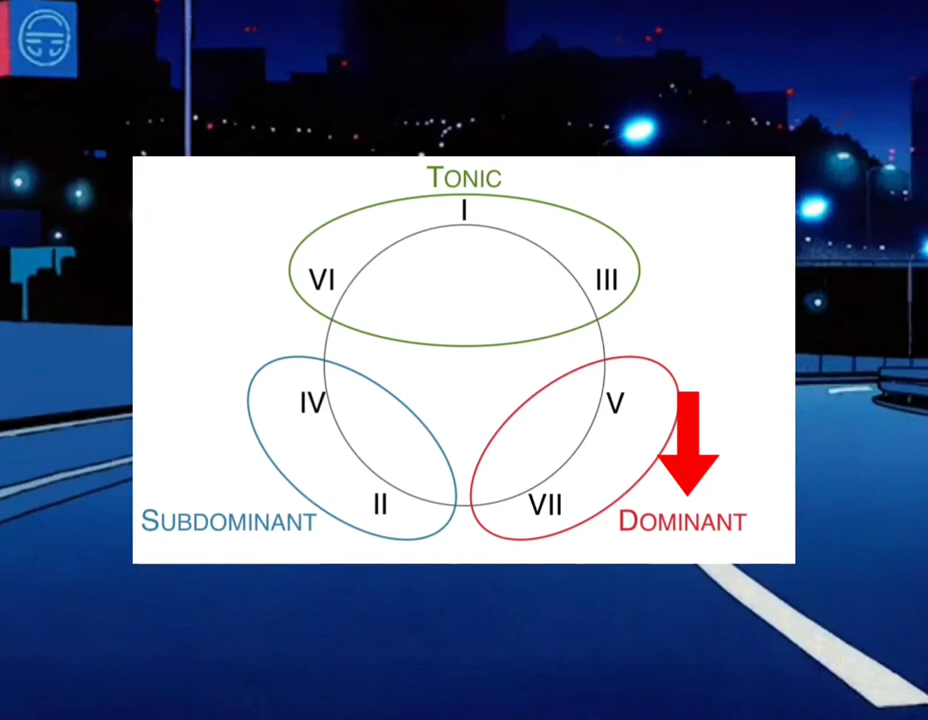 TONIC
I
VI III
IV V
II VII
SUBDOMINANT DOMINANT